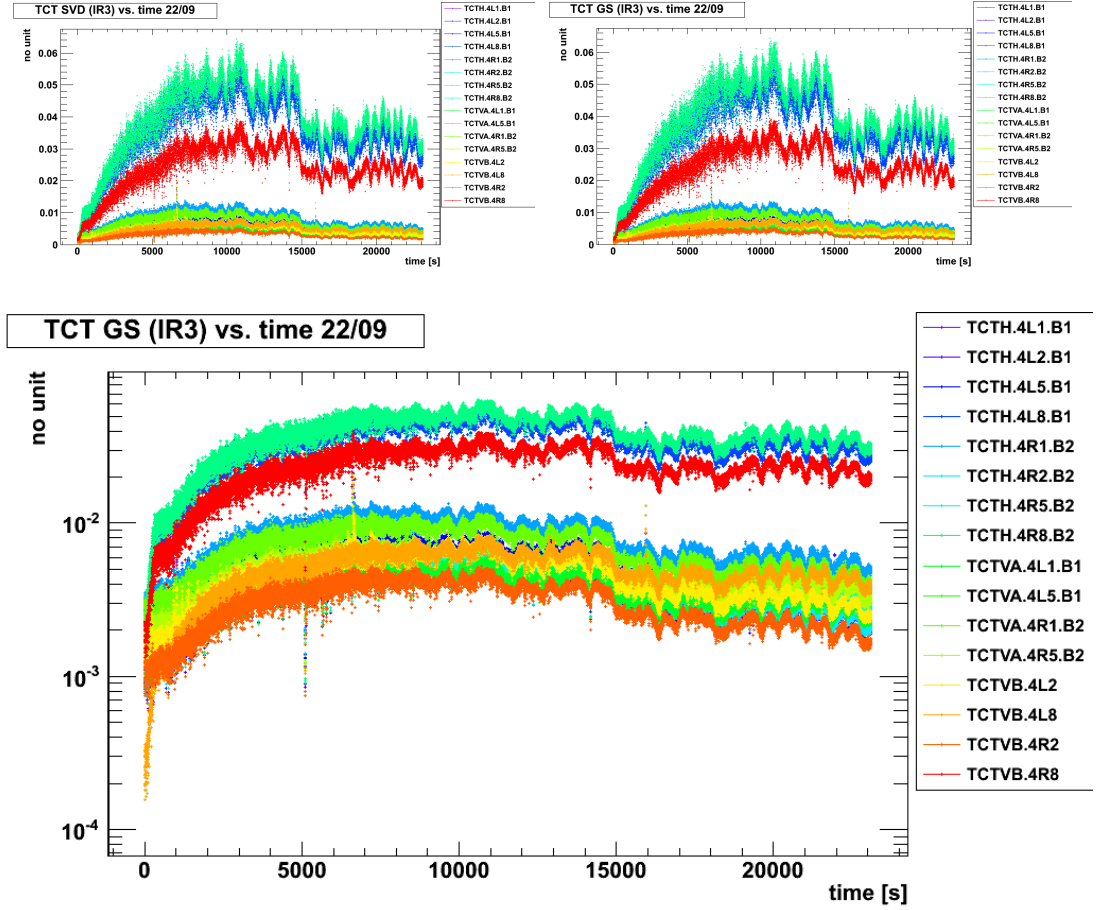 TCT SVD (IR3) vs. time 22/09
no unit
0.06
0.05
0.04
0.03
0.02
0.01
0
0
5000
10000
15000
20000
time [s]
TCTH.4L1.B1
TCTH.4L2.B1
TCTH.4L5.B1
TCTH.4L8.B1
TCTH.4R1.B2
TCTH.4R2.B2
TCTH.4R5.B2
TCTH.4R8.B2
TCTVA.4L1.B1
TCTVA.4L5.B1
TCTVA.4R1.B2
TCTVA.4R5.B2
TCTVB.4L2
TCTVB.4L8
TCTVB.4R2
TCTVB.4R8
TCT GS (IR3) vs. time 22/09
no unit
0.06
0.05
0.04
0.03
0.02
0.01
0
0
5000
10000
15000
20000
time [s]
TCTH.4L1.B1
TCTH.4L2.B1
TCTH.4L5.B1
TCTH.4L8.B1
TCTH.4R1.B2
TCTH.4R2.B2
TCTH.4R5.B2
TCTH.4R8.B2
TCTVA.4L1.B1
TCTVA.4L5.B1
TCTVA.4R1.B2
TCTVA.4R5.B2
TCTVB.4L2
TCTVB.4L8
TCTVB.4R2
TCTVB.4R8
TCT GS (IR3) vs. time 22/09
no unit
10⁻²
10⁻³
10⁻⁴
0
5000
10000
15000
20000
time [s]
TCTH.4L1.B1
TCTH.4L2.B1
TCTH.4L5.B1
TCTH.4L8.B1
TCTH.4R1.B2
TCTH.4R2.B2
TCTH.4R5.B2
TCTH.4R8.B2
TCTVA.4L1.B1
TCTVA.4L5.B1
TCTVA.4R1.B2
TCTVA.4R5.B2
TCTVB.4L2
TCTVB.4L8
TCTVB.4R2
TCTVB.4R8